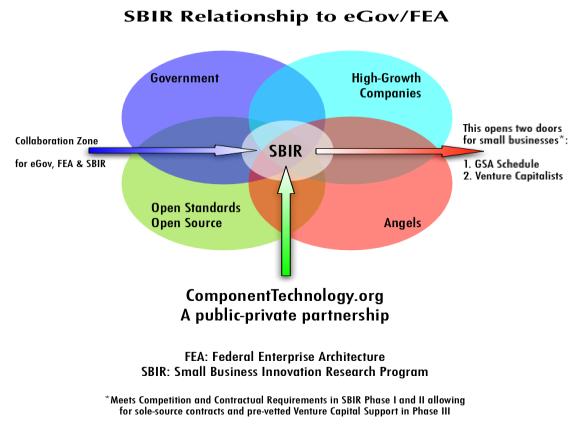 SBIR Relationship to eGov/FEA
Government
High-Growth
Companies
Collaboration Zone
for eGov, FEA & SBIR
SBIR
This opens two doors
for small businesses*:
1. GSA Schedule
2. Venture Capitalists
Open Standards
Open Source
Angels
ComponentTechnology.org
A public-private partnership
FEA: Federal Enterprise Architecture
SBIR: Small Business Innovation Research Program
*Meets Competition and Contractual Requirements in SBIR Phase I and II allowing
for sole-source contracts and pre-vetted Venture Capital Support in Phase III